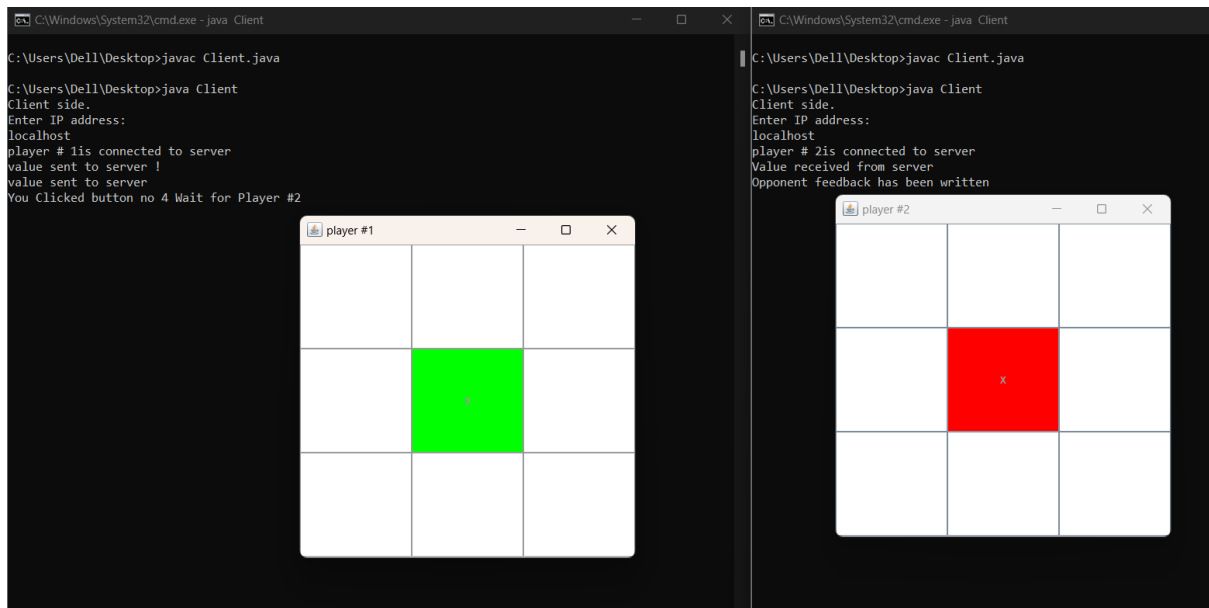 C:\Windows\System32\cmd.exe - java Client
C:\Users\Dell\Desktop>javac Client.java
C:\Users\Dell\Desktop>java Client
Client side.
Enter IP address:
localhost
player # 1is connected to server
value sent to server !
value sent to server
You Clicked button no 4 Wait for Player #2
player #1
X
C:\Windows\System32\cmd.exe - java Client
C:\Users\Dell\Desktop>javac Client.java
C:\Users\Dell\Desktop>java Client
Client side.
Enter IP address:
localhost
player # 2is connected to server
Value received from server
Opponent feedback has been written
player #2
X